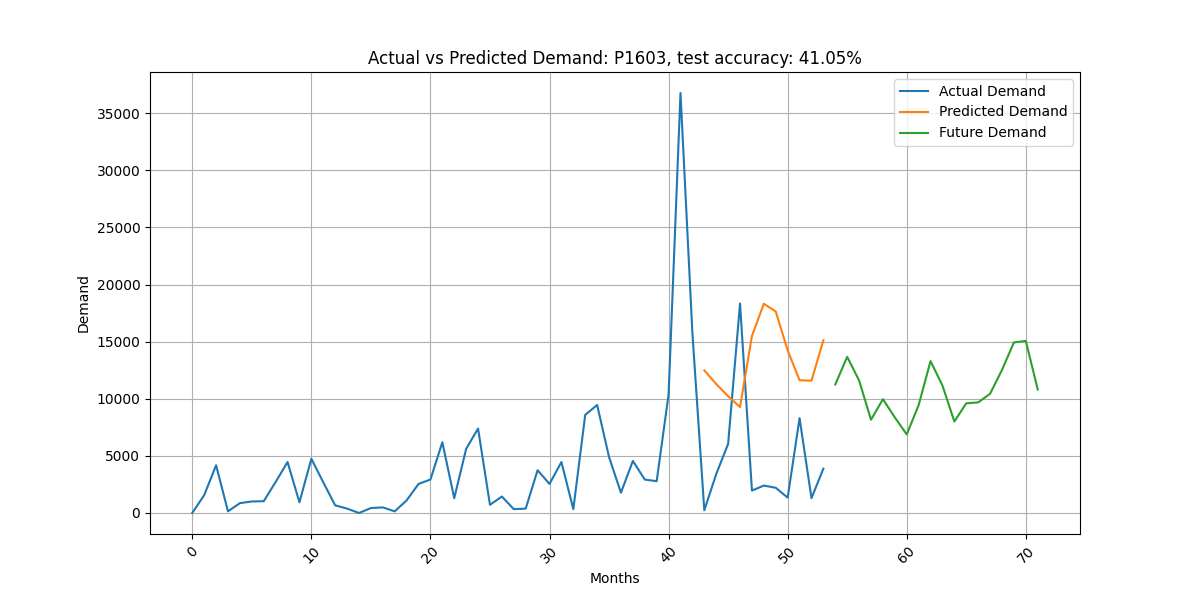 Actual vs Predicted Demand: P1603, test accuracy: 41.05%
Actual Demand
Predicted Demand
Future Demand
Demand
35000
30000
25000
20000
15000
10000
5000
0
0 10 20 30 40 50 60 70
Months